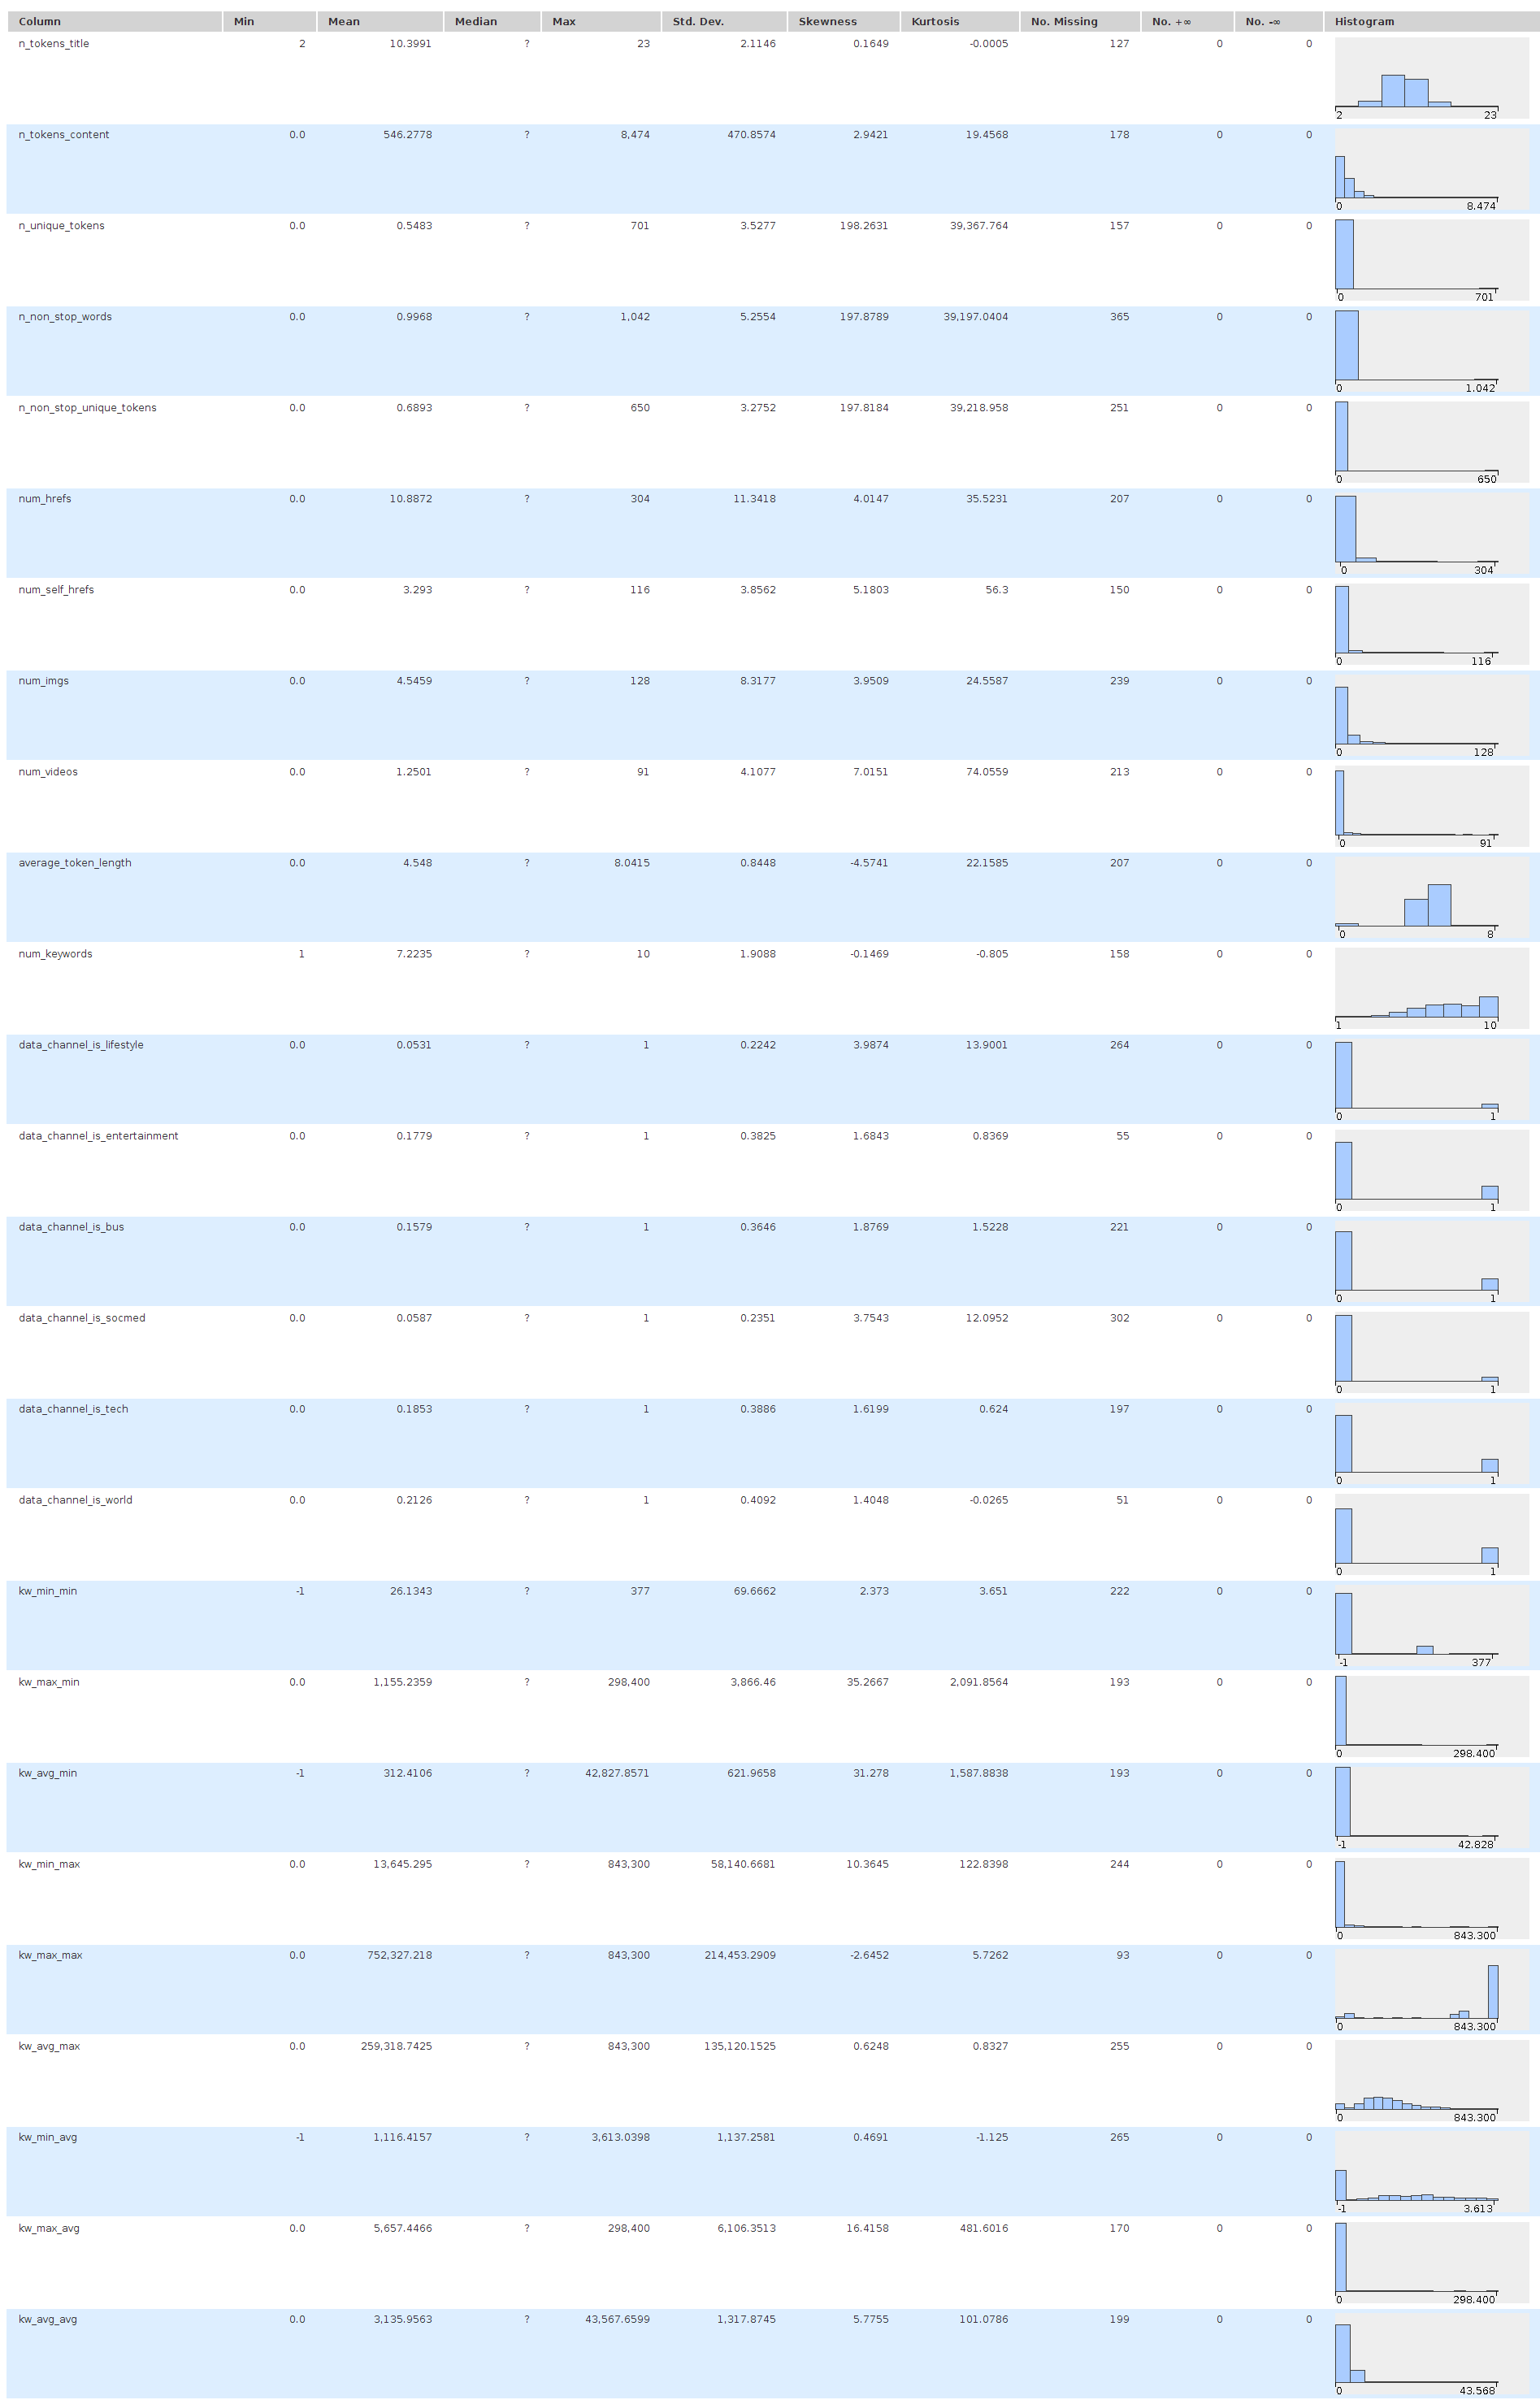 Column Min Mean Median Max Std. Dev. Skewness Kurtosis No. Missing No. +∞ No. -∞ Histogram
n_tokens_title 2 10.3991 ? 23 2.1146 0.1649 -0.0005 127 0 0
2 23
n_tokens_content 0.0 546.2778 ? 8,474 470.8574 2.9421 19.4568 178 0 0
0 8.474
n_unique_tokens 0.0 0.5483 ? 701 3.5277 198.2631 39,367.764 157 0 0
0 701
n_non_stop_words 0.0 0.9968 ? 1,042 5.2554 197.8789 39,197.0404 365 0 0
0 1.042
n_non_stop_unique_tokens 0.0 0.6893 ? 650 3.2752 197.8184 39,218.958 251 0 0
0 650
num_hrefs 0.0 10.8872 ? 304 11.3418 4.0147 35.5231 207 0 0
0 304
num_self_hrefs 0.0 3.293 ? 116 3.8562 5.1803 56.3 150 0 0
0 116
num_imgs 0.0 4.5459 ? 128 8.3177 3.9509 24.5587 239 0 0
0 128
num_videos 0.0 1.2501 ? 91 4.1077 7.0151 74.0559 213 0 0
0 91
average_token_length 0.0 4.548 ? 8.0415 0.8448 -4.5741 22.1585 207 0 0
0 8
num_keywords 1 7.2235 ? 10 1.9088 -0.1469 -0.805 158 0 0
1 10
data_channel_is_lifestyle 0.0 0.0531 ? 1 0.2242 3.9874 13.9001 264 0 0
0 1
data_channel_is_entertainment 0.0 0.1779 ? 1 0.3825 1.6843 0.8369 55 0 0
0 1
data_channel_is_bus 0.0 0.1579 ? 1 0.3646 1.8769 1.5228 221 0 0
0 1
data_channel_is_socmed 0.0 0.0587 ? 1 0.2351 3.7543 12.0952 302 0 0
0 1
data_channel_is_tech 0.0 0.1853 ? 1 0.3886 1.6199 0.624 197 0 0
0 1
data_channel_is_world 0.0 0.2126 ? 1 0.4092 1.4048 -0.0265 51 0 0
0 1
kw_min_min -1 26.1343 ? 377 69.6662 2.373 3.651 222 0 0
-1 377
kw_max_min 0.0 1,155.2359 ? 298,400 3,866.46 35.2667 2,091.8564 193 0 0
0 298.400
kw_avg_min -1 312.4106 ? 42,827.8571 621.9658 31.278 1,587.8838 193 0 0
-1 42.828
kw_min_max 0.0 13,645.295 ? 843,300 58,140.6681 10.3645 122.8398 244 0 0
0 843.300
kw_max_max 0.0 752,327.218 ? 843,300 214,453.2909 -2.6452 5.7262 93 0 0
0 843.300
kw_avg_max 0.0 259,318.7425 ? 843,300 135,120.1525 0.6248 0.8327 255 0 0
0 843.300
kw_min_avg -1 1,116.4157 ? 3,613.0398 1,137.2581 0.4691 -1.125 265 0 0
-1 3.613
kw_max_avg 0.0 5,657.4466 ? 298,400 6,106.3513 16.4158 481.6016 170 0 0
0 298.400
kw_avg_avg 0.0 3,135.9563 ? 43,567.6599 1,317.8745 5.7755 101.0786 199 0 0
0 43.568